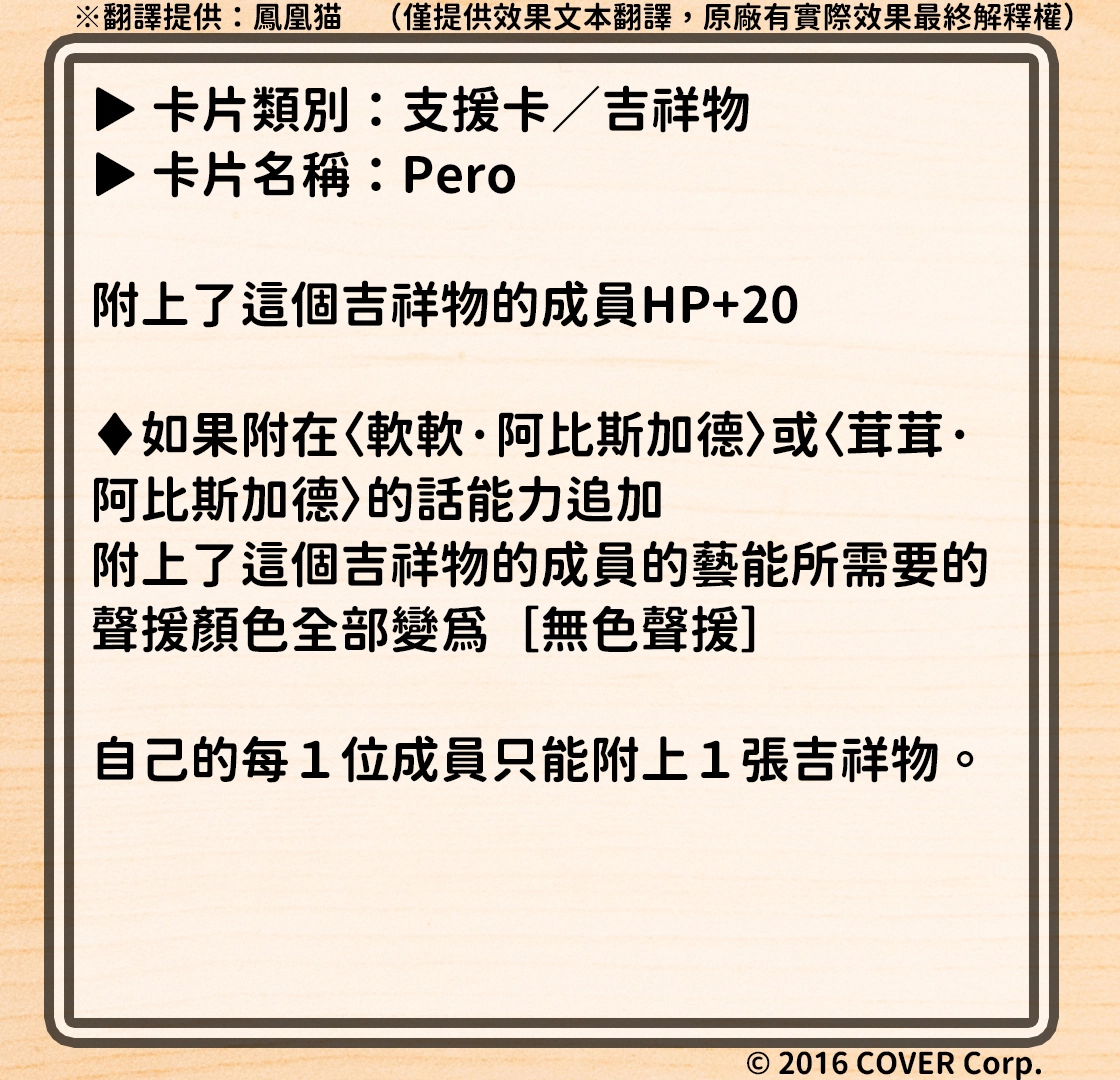 ※翻譯提供：鳳凰猫　（僅提供效果文本翻譯，原廠有實際效果最終解釋權）
▶ 卡片類別：支援卡／吉祥物
▶ 卡片名稱：Pero
附上了這個吉祥物的成員HP+20
♦如果附在〈軟軟·阿比斯加德〉或〈茸茸·
阿比斯加德〉的話能力追加
附上了這個吉祥物的成員的藝能所需要的
聲援顏色全部變爲［無色聲援］
自己的每１位成員只能附上１張吉祥物。
© 2016 COVER Corp.